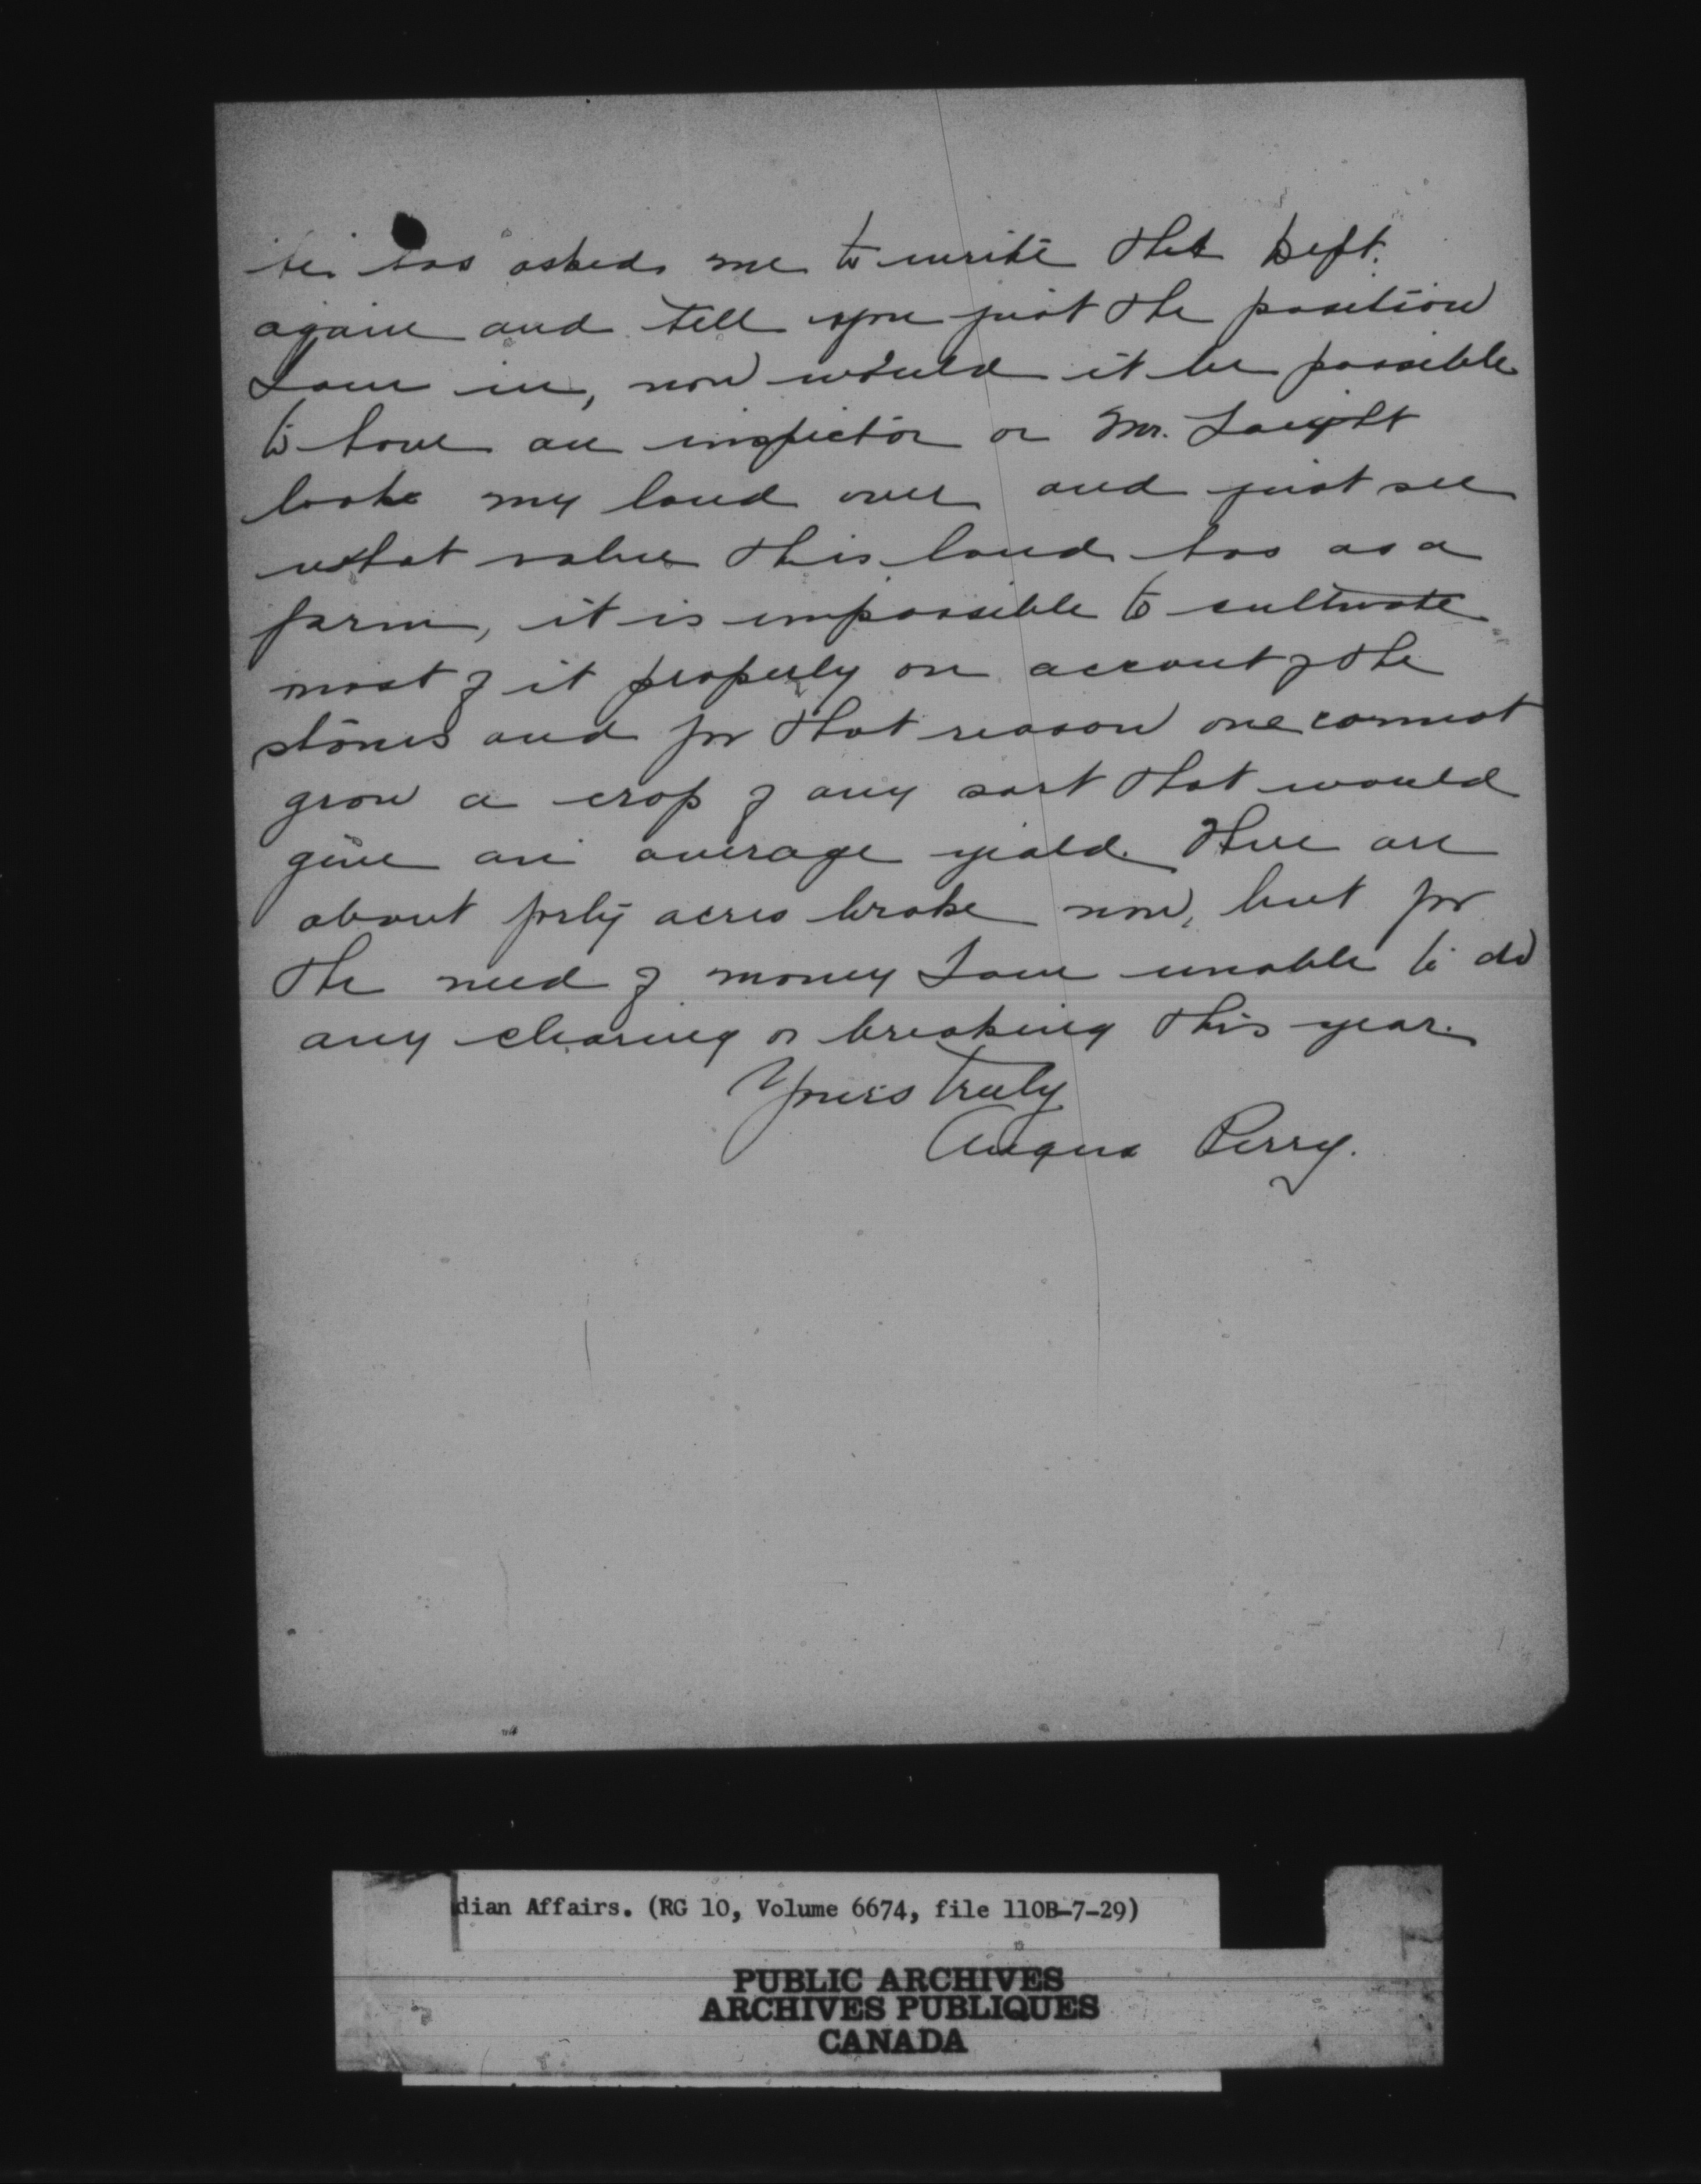 he has asked me to write the Dept.
again and tell you just the position
I am in, now would it be possible
to have an inspector or Mr. Laight
look my land over and just see
what value this land has as a
farm, it is impossible to cultivate
most of it properly on account of the
stones and for that reason one cannot
grow a crop of any sort that would
give an average yield. There are
about forty acres broke now, but for
the need of money I am unable to do
any clearing or breaking this year.
Yours truly
Angus Perry.
dian Affairs. (RG 10, Volume 6674, file 110B-7-29)
PUBLIC ARCHIVES
ARCHIVES PUBLIQUES
CANADA